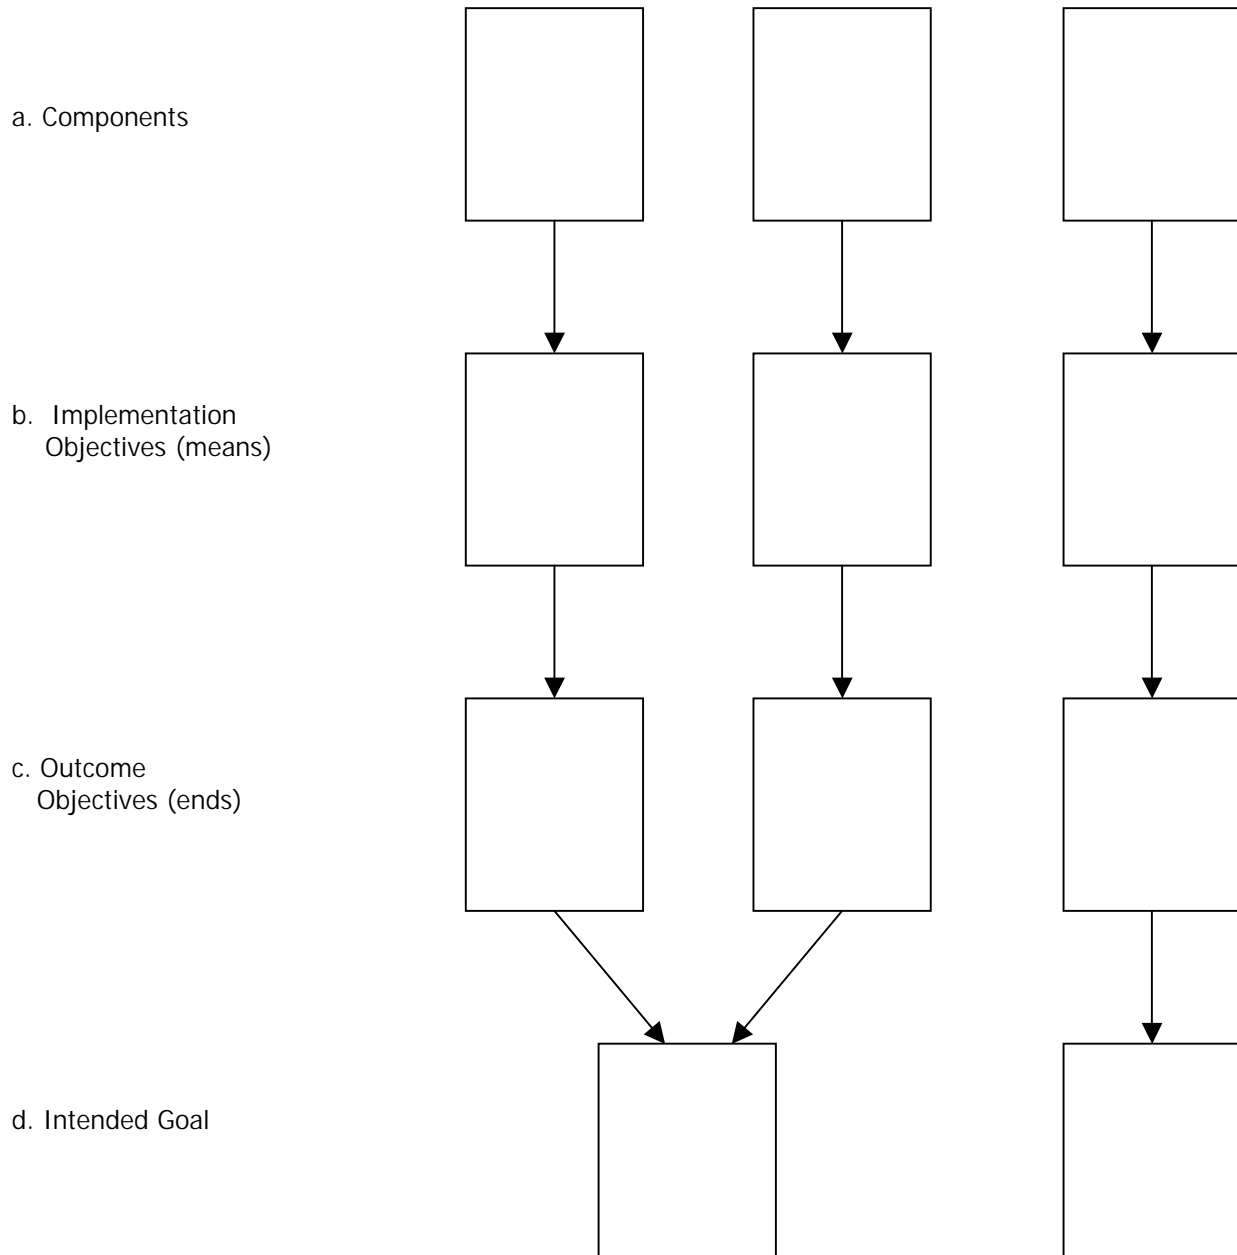 a. Components
b. Implementation
Objectives (means)
c. Outcome
Objectives (ends)
d. Intended Goal